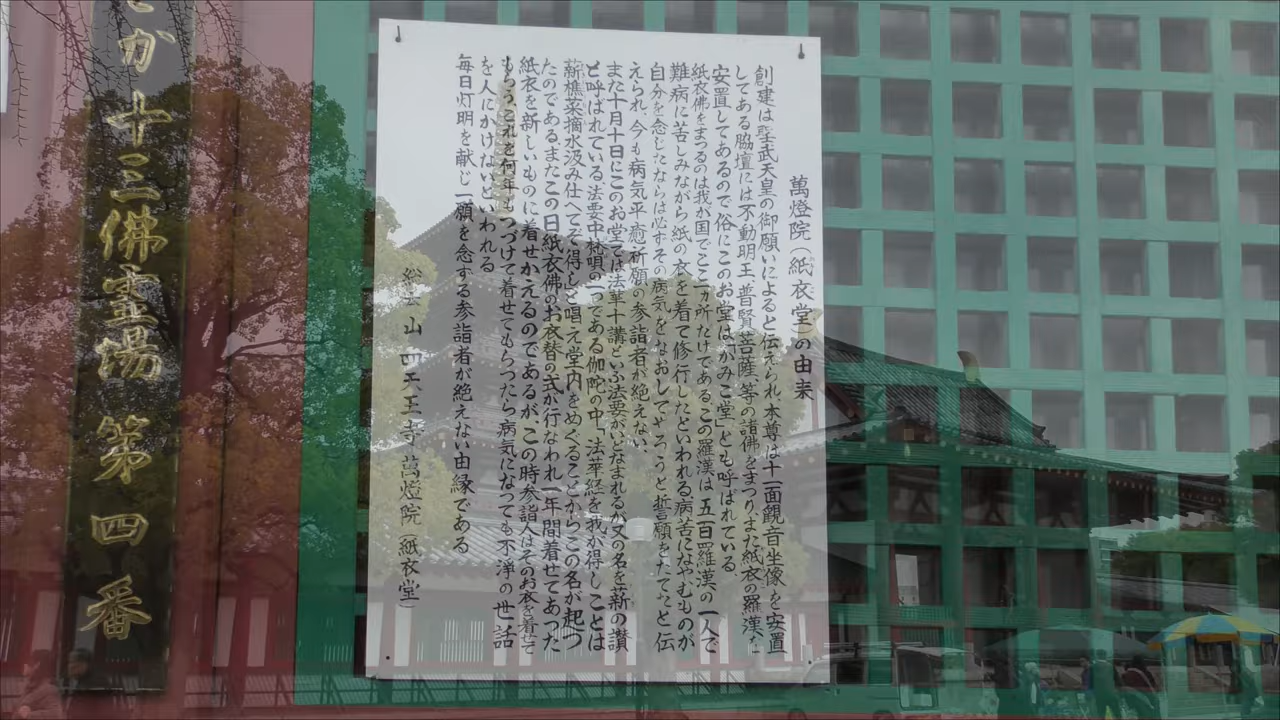 萬燈院（紙衣堂）の由来
創建は聖武天皇の御願いによると伝えられ、本尊は十一面観音坐像を安置
してある脇壇には不動明王、普賢菩薩、等の諸佛をまつり、また紙衣の羅漢を
安置してあるので俗にこのお堂は「かみこ堂」とも呼ばれている
紙衣佛をまつるのは我か国でここ一カ所だけである、この羅漢は五百羅漢の一人で
難病に苦しみながら紙の衣を着て修行したといわれる病苦になやむものが
自分を念じたならは必ずその病気をなおしてやろうと誓願をたてたと伝
えられ、今も病気平癒祈願の参詣者が絶えない、
また十月十日にこのお堂では法華十講といふ法要がいとなまれるが又の名を薪の讃
と呼ばれている法要中梵唄の一つである伽陀の中、法華経を我か得しことは
薪樵菜摘水汲み仕へてぞ得しと唱え堂内をめぐることからこの名が起つ
たのであるまたこの日紙衣佛のお衣替の式が行なわれ一年間着せてあった
紙衣を新しいものに着せかえるのであるが、この時参詣はそのお衣を着せて
もらうこれを何年もつづけて着せてもらったら病気になっても不浄の世話
を人にかけないといわれる
毎日灯明を献じ一願を念する参詣者が絶えない由縁である
山 四天王寺 萬燈院（紙衣堂）
さか十三佛霊場 第四番